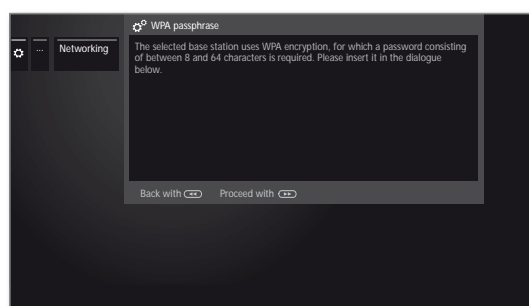 WPA passphrase
... Networking
The selected base station uses WPA encryption, for which a password consisting
of between 8 and 64 characters is required. Please insert it in the dialogue
below.
Back with Proceed with